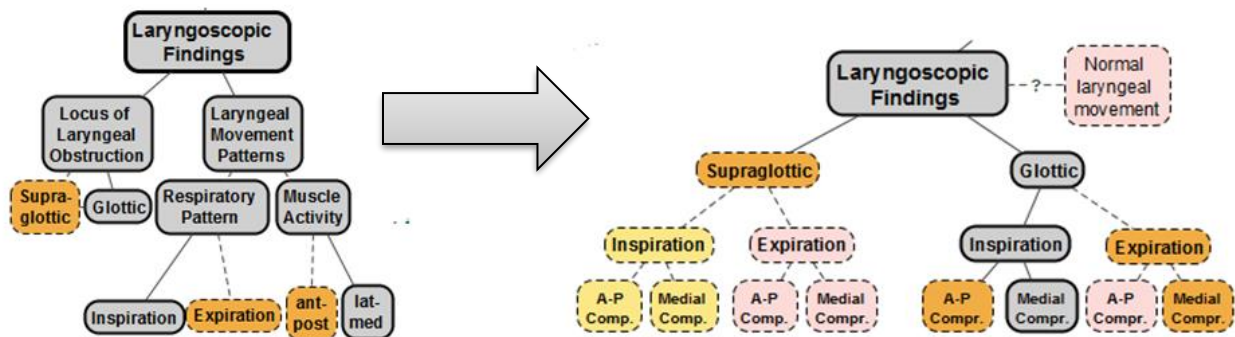 Laryngoscopic
Findings
Locus of
Laryngeal
Obstruction
Laryngeal
Movement
Patterns
Supra-
glottic
Glottic
Respiratory
Pattern
Muscle
Activity
Inspiration
Expiration
ant-
post
lat-
med
Laryngoscopic
Findings
?
Normal
laryngeal
movement
Supraglottic
Glottic
Inspiration
Expiration
Inspiration
Expiration
A-P
Comp.
Medial
Comp.
A-P
Comp.
Medial
Compr.
A-P
Compr.
Medial
Compr.
A-P
Compr.
Medial
Compr.